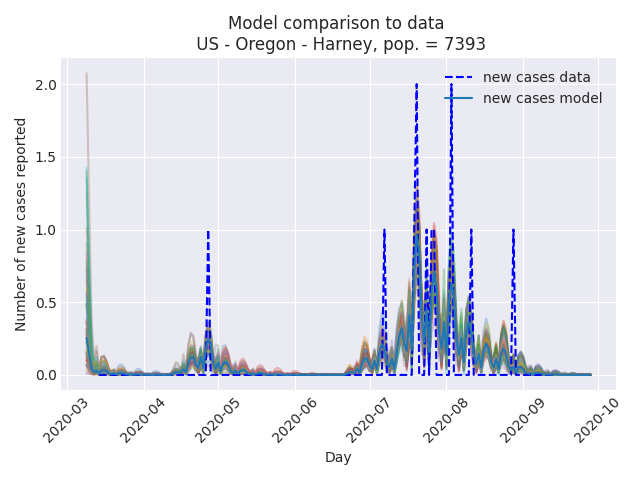 Model comparison to data
US - Oregon - Harney, pop. = 7393
new cases data
new cases model
Number of new cases reported
2.0
1.5
1.0
0.5
0.0
2020-03
2020-04
2020-05
2020-06
2020-07
2020-08
2020-09
2020-10
Day